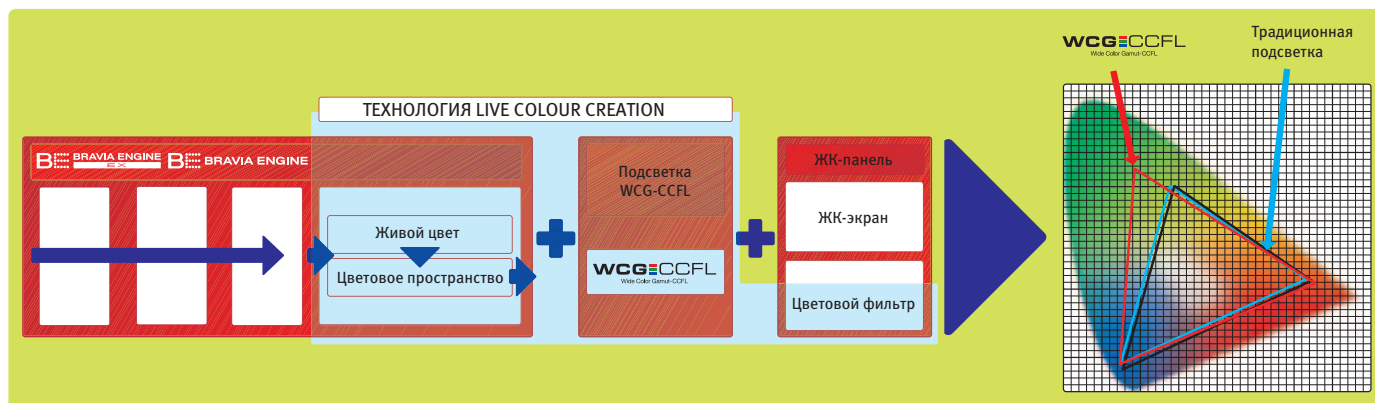 ТЕХНОЛОГИЯ LIVE COLOUR CREATION
BE BRAVIA ENGINE
EX
BE BRAVIA ENGINE
Живой цвет
Цветовое пространство
Подсветка
WCG-CCFL
WCG CCFL
Wide Color Gamut-CCFL
ЖК-панель
ЖК-экран
Цветовой фильтр
WCG CCFL
Wide Color Gamut-CCFL
Традиционная
подсветка